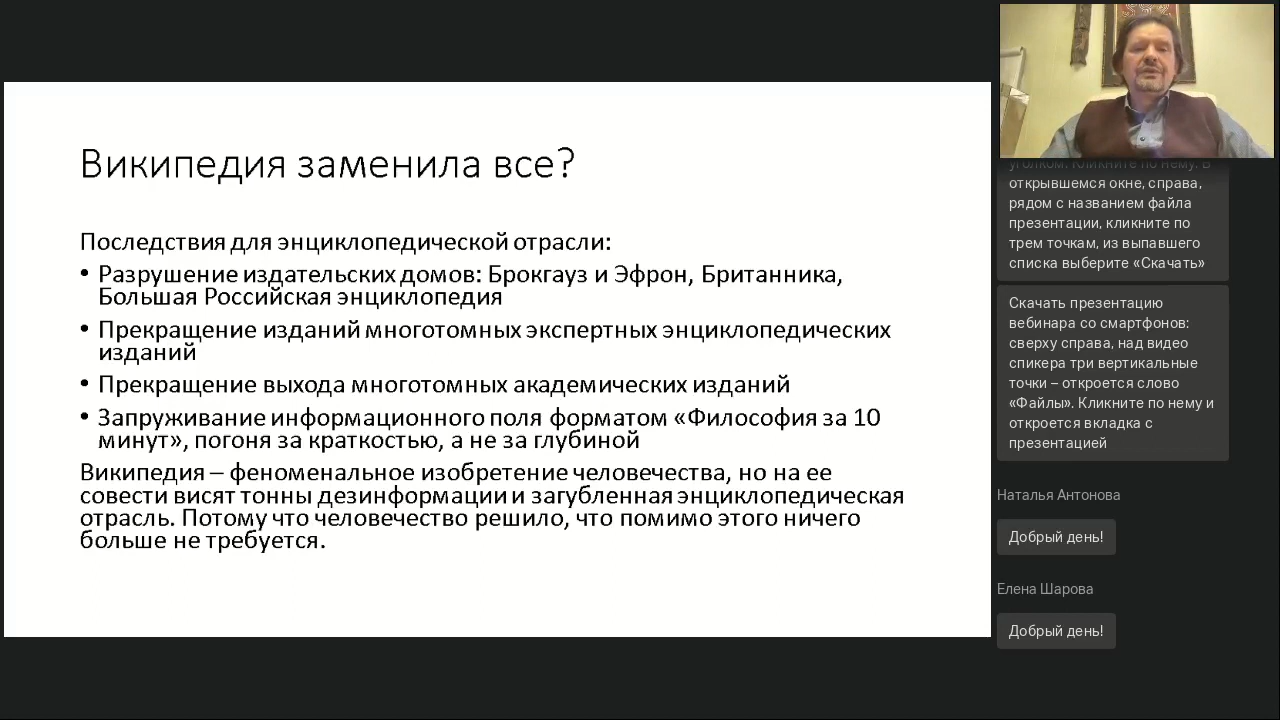 Википедия заменила все?
Последствия для энциклопедической отрасли:
• Разрушение издательских домов: Брокгауз и Эфрон, Британника,
Большая Российская энциклопедия
• Прекращение изданий многотомных экспертных энциклопедических
изданий
• Прекращение выхода многотомных академических изданий
• Запруживание информационного поля форматом «Философия за 10
минут», погоня за краткостью, а не за глубиной
Википедия – феноменальное изобретение человечества, но на ее
совести висят тонны дезинформации и загубленная энциклопедическая
отрасль. Потому что человечество решило, что помимо этого ничего
больше не требуется.
уголком. Кликните по нему. В
открывшемся окне, справа,
рядом с названием файла
презентации, кликните по
трем точкам, из выпавшего
списка выберите «Скачать»
Скачать презентацию
вебинара со смартфонов:
сверху справа, над видео
спикера три вертикальные
точки – откроется слово
«Файлы». Кликните по нему и
откроется вкладка с
презентацией
Наталья Антонова
Добрый день!
Елена Шарова
Добрый день!